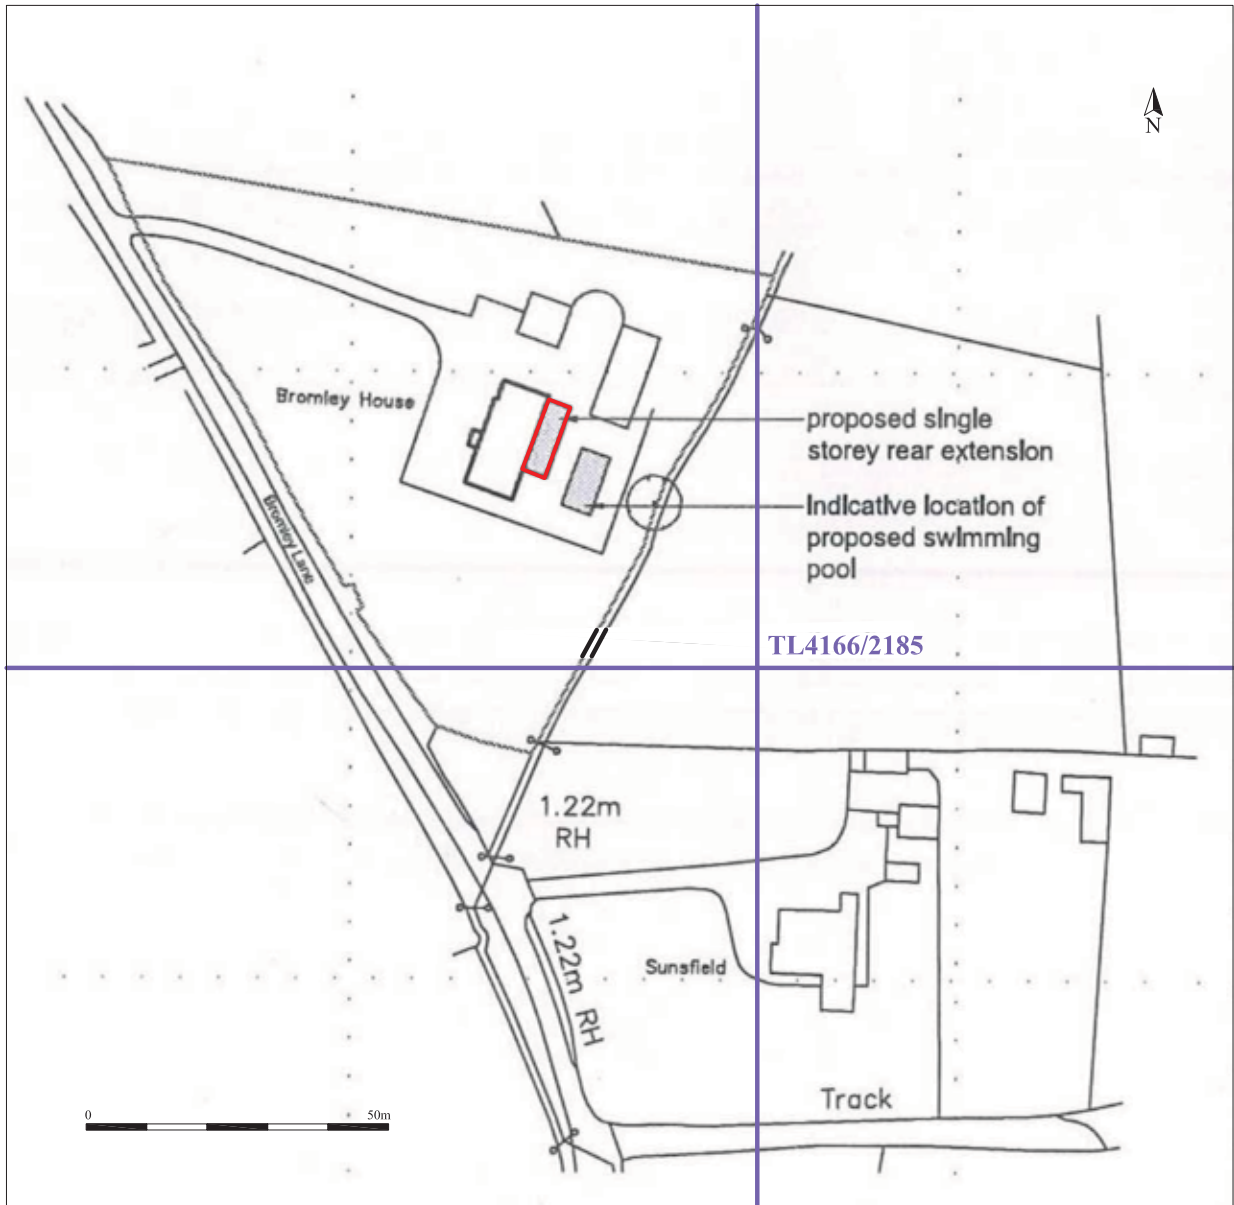 N
Bromley House
proposed single
storey rear extension
Indicative location of
proposed swimming
pool
Bromley Lane
TL4166/2185
1.22m
RH
1.22m RH
Sunsfield
Track
0 50m